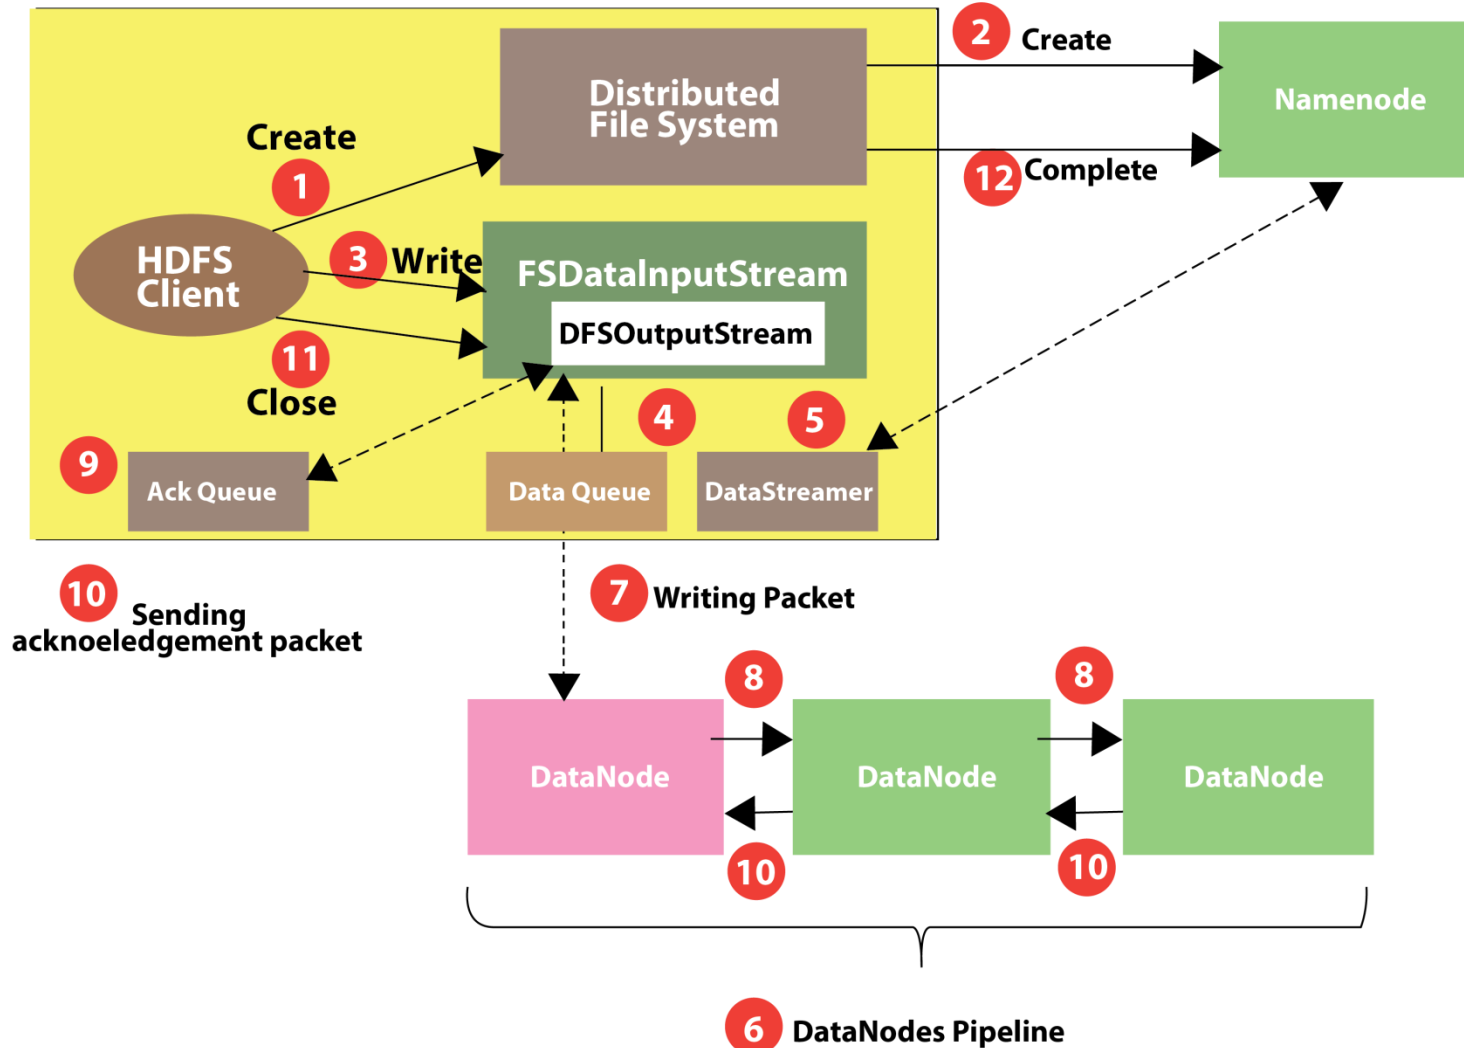 2 Create
Distributed
File System
Namenode
Create
1
12 Complete
3 Write
HDFS
Client
FSDataInputStream
DFSOutputStream
11
Close
4
5
9
Ack Queue
Data Queue
DataStreamer
10
Sending
acknoeledgement packet
7 Writing Packet
8
8
DataNode
DataNode
DataNode
10
10
6 DataNodes Pipeline